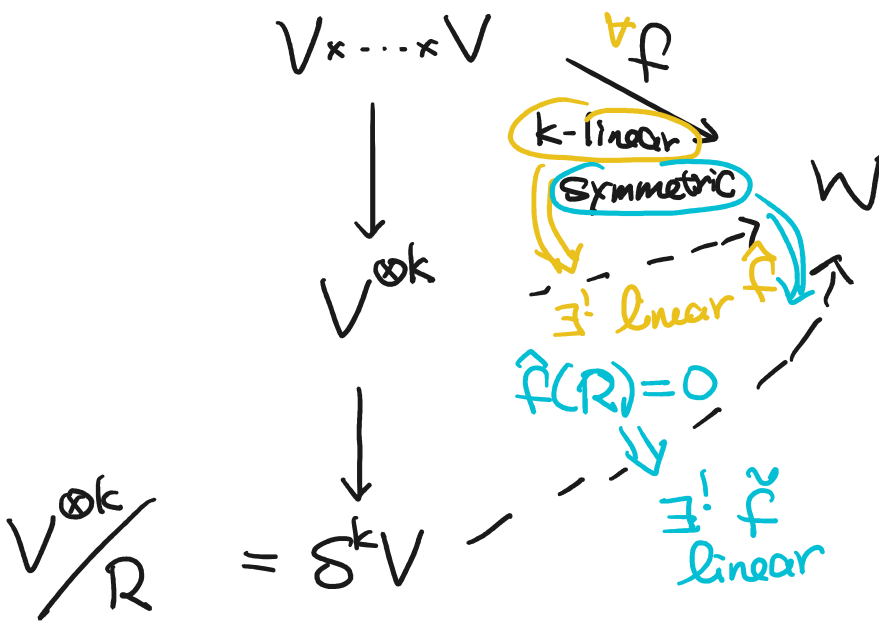 V×⋯×V
∀f
k-linear
symmetric
W
V^{⊗k}
∃! linear f̂
f̂(R)=0
∃! f̌
linear
V^{⊗k}/R = S^kV